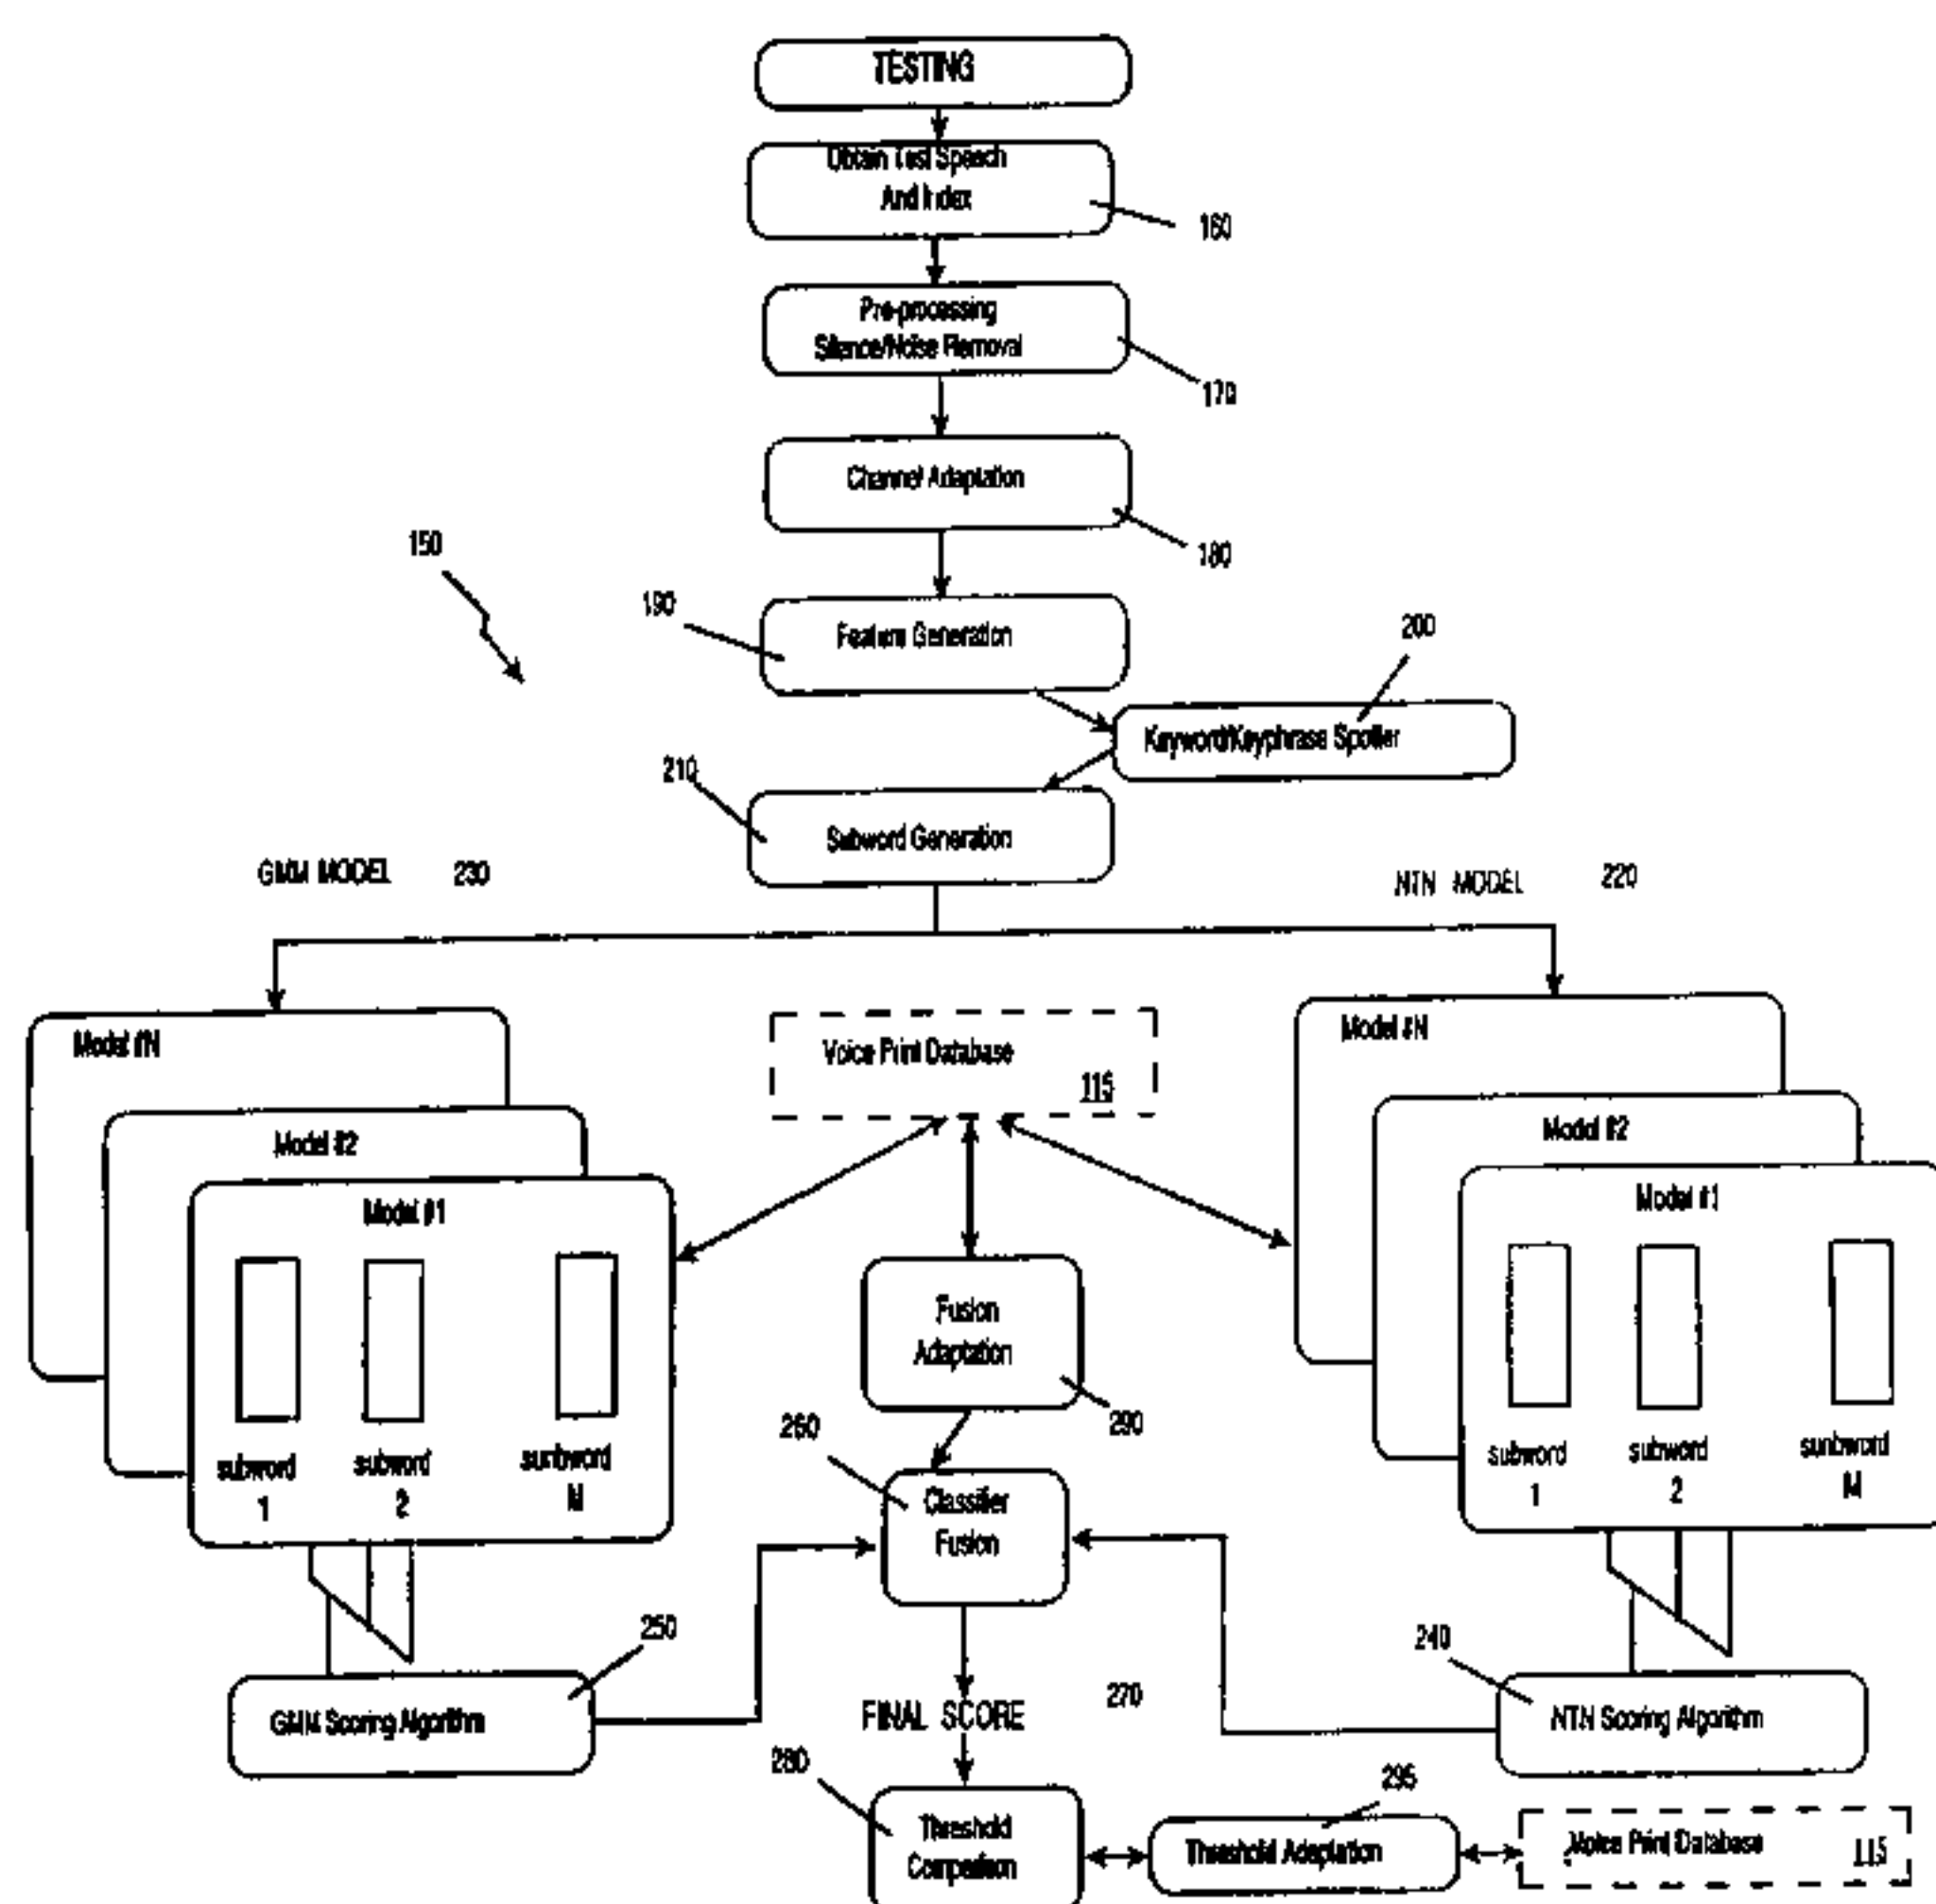 TESTING
Obtain Test Speech
And Index
160
Pre-processing
Silence/Noise Removal
170
Channel Adaptation
180
150
190
Feature Generation
200
Keyword/Keyphrase Spotter
210
Subword Generation
GMM MODEL 230
NTN MODEL 220
Model #N
Model #2
Model #1
subword
1
subword
2
sunbword
M
Voice Print Database
115
Model #N
Model #2
Model #1
subword
1
subword
2
sunbword
M
Fusion
Adaptation
290
260
Classifier
Fusion
250
GMM Scoring Algorithm
240
NTN Scoring Algorithm
FINAL SCORE 270
280
Threshold
Comparison
295
Threshold Adaptation
Voice Print Database
115